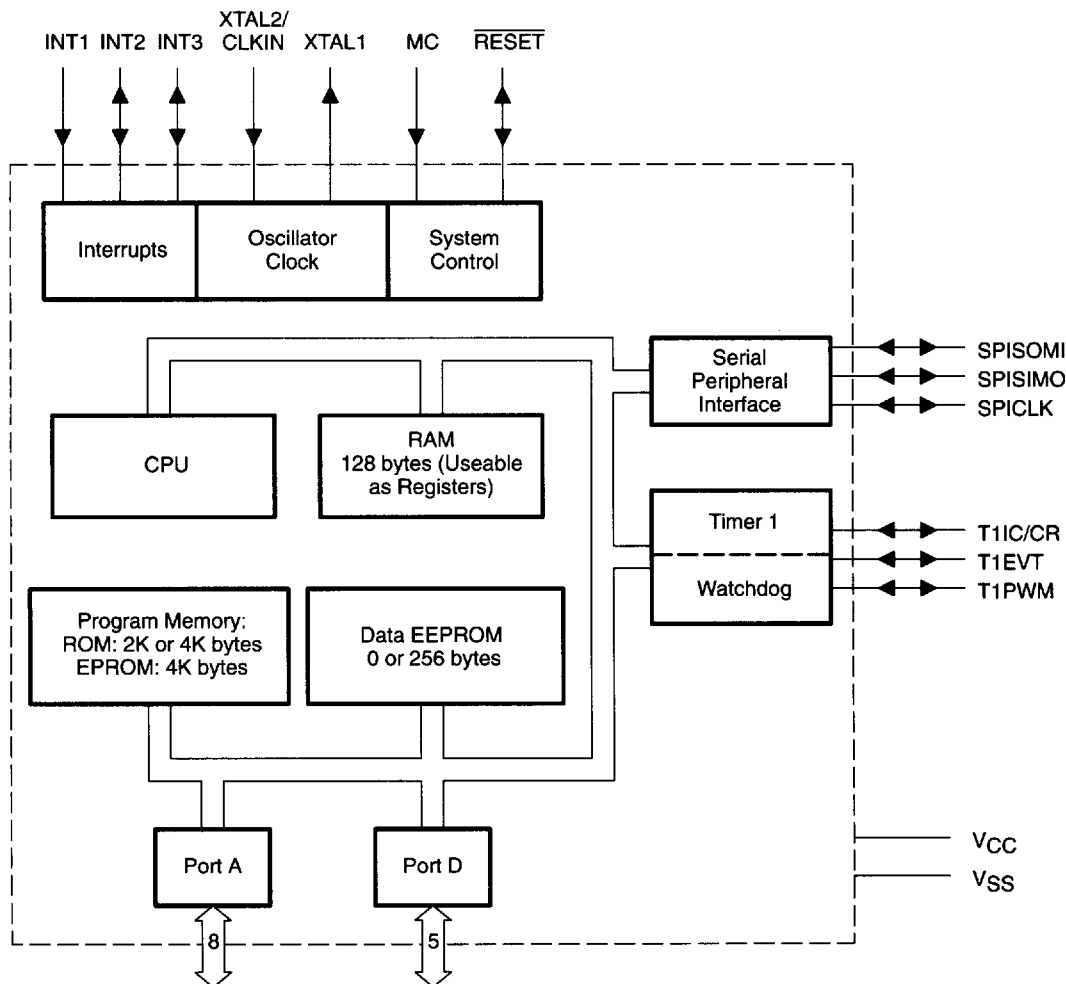 INT1 INT2 INT3 XTAL2/ CLKIN XTAL1 MC RESET
Interrupts
Oscillator
Clock
System
Control
Serial
Peripheral
Interface
SPISOMI
SPISIMO
SPICLK
CPU
RAM
128 bytes (Useable
as Registers)
Timer 1
Watchdog
T1IC/CR
T1EVT
T1PWM
Program Memory:
ROM: 2K or 4K bytes
EPROM: 4K bytes
Data EEPROM
0 or 256 bytes
Port A
Port D
VCC
VSS
8
5